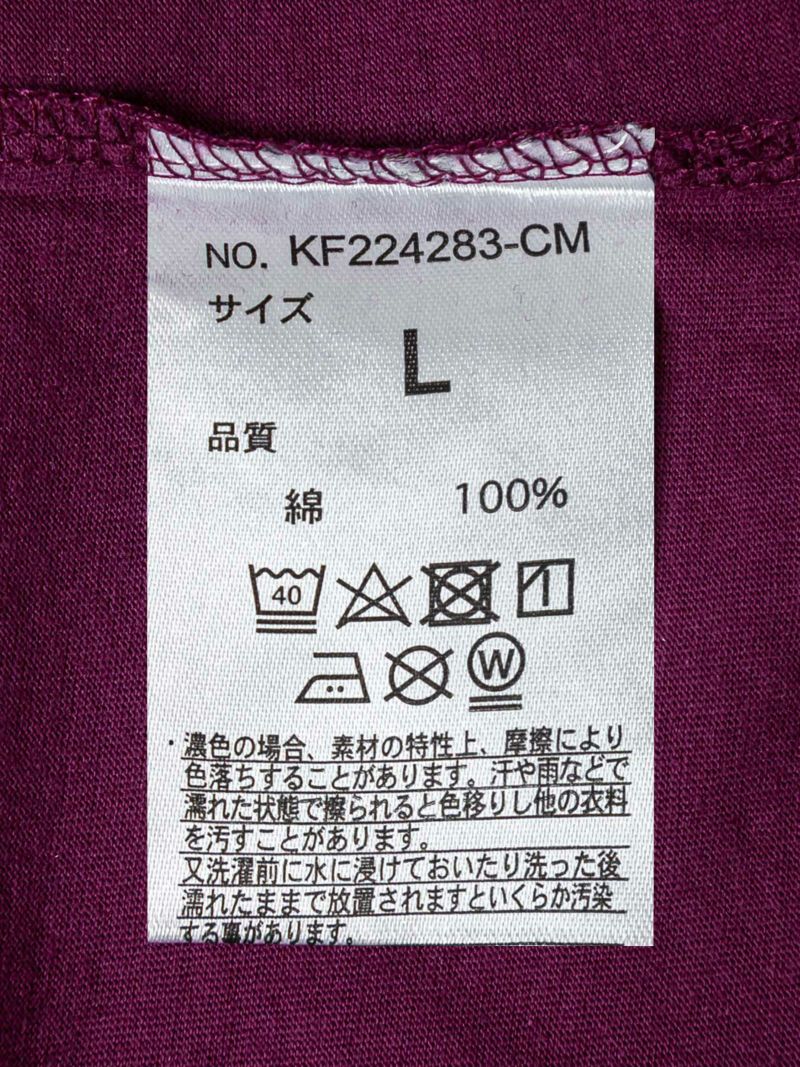 NO. KF224283-CM
サイズ
L
品質
綿 100%
40 1
W
・濃色の場合、素材の特性上、摩擦により
色落ちすることがあります。汗や雨などで
濡れた状態で擦られると色移りし他の衣料
を汚すことがあります。
又洗濯前に水に浸けておいたり洗った後
濡れたままで放置されますといくらか汚染
する事があります。